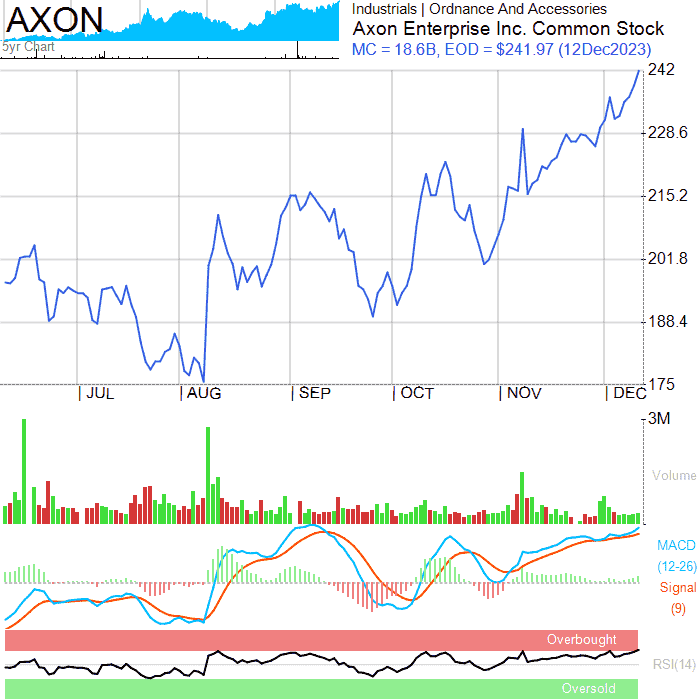 AXON
5yr Chart
Industrials | Ordnance And Accessories
Axon Enterprise Inc. Common Stock
MC = 18.6B, EOD = $241.97 (12Dec2023)
242
228.6
215.2
201.8
188.4
175
| JUL | AUG | SEP | OCT | NOV | DEC
3M
Volume
MACD
(12-26)
Signal
(9)
Overbought
RSI(14)
Oversold